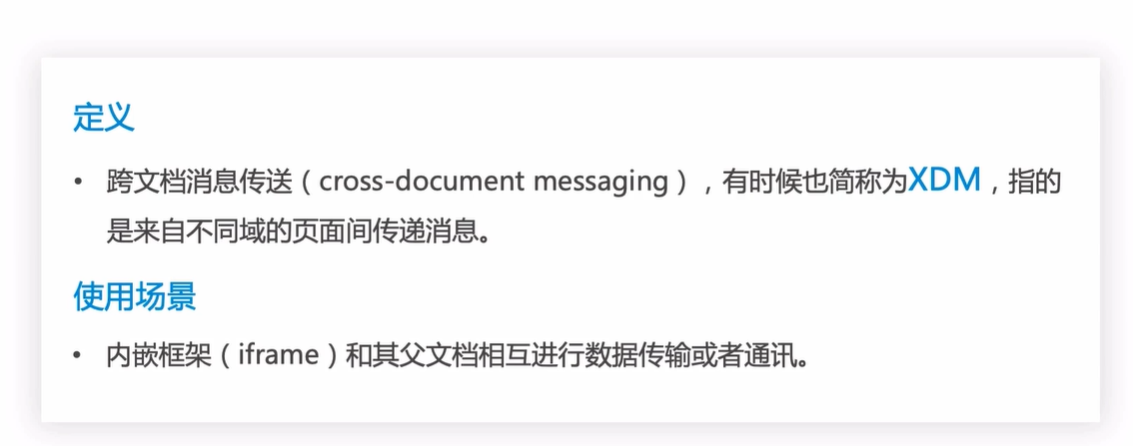 定义
• 跨文档消息传送（cross-document messaging），有时候也简称为XDM，指的
是来自不同域的页面间传递消息。
使用场景
• 内嵌框架（iframe）和其父文档相互进行数据传输或者通讯。